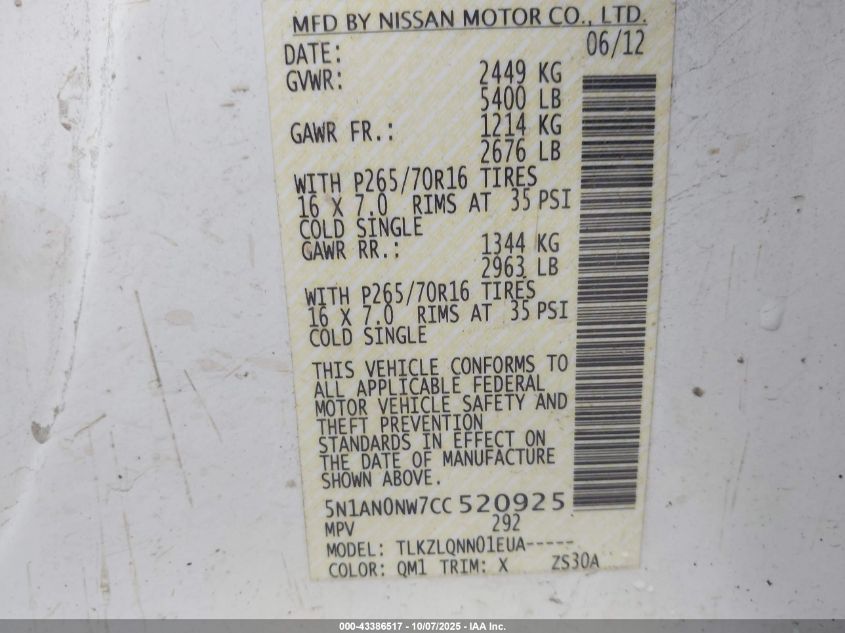 MFD BY NISSAN MOTOR CO., LTD.
DATE: 06/12
GVWR: 2449 KG
5400 LB
GAWR FR.: 1214 KG
2676 LB
WITH P265/70R16 TIRES
16 X 7.0 RIMS AT 35 PSI
COLD SINGLE
GAWR RR.: 1344 KG
2963 LB
WITH P265/70R16 TIRES
16 X 7.0 RIMS AT 35 PSI
COLD SINGLE
THIS VEHICLE CONFORMS TO
ALL APPLICABLE FEDERAL
MOTOR VEHICLE SAFETY AND
THEFT PREVENTION
STANDARDS IN EFFECT ON
THE DATE OF MANUFACTURE
SHOWN ABOVE.
5N1AN0NW7CC 520925
MPV 292
MODEL: TLKZLQNN01EUA-----
COLOR: QM1 TRIM: X ZS30A
000-43386517 - 10/07/2025 - IAA Inc.